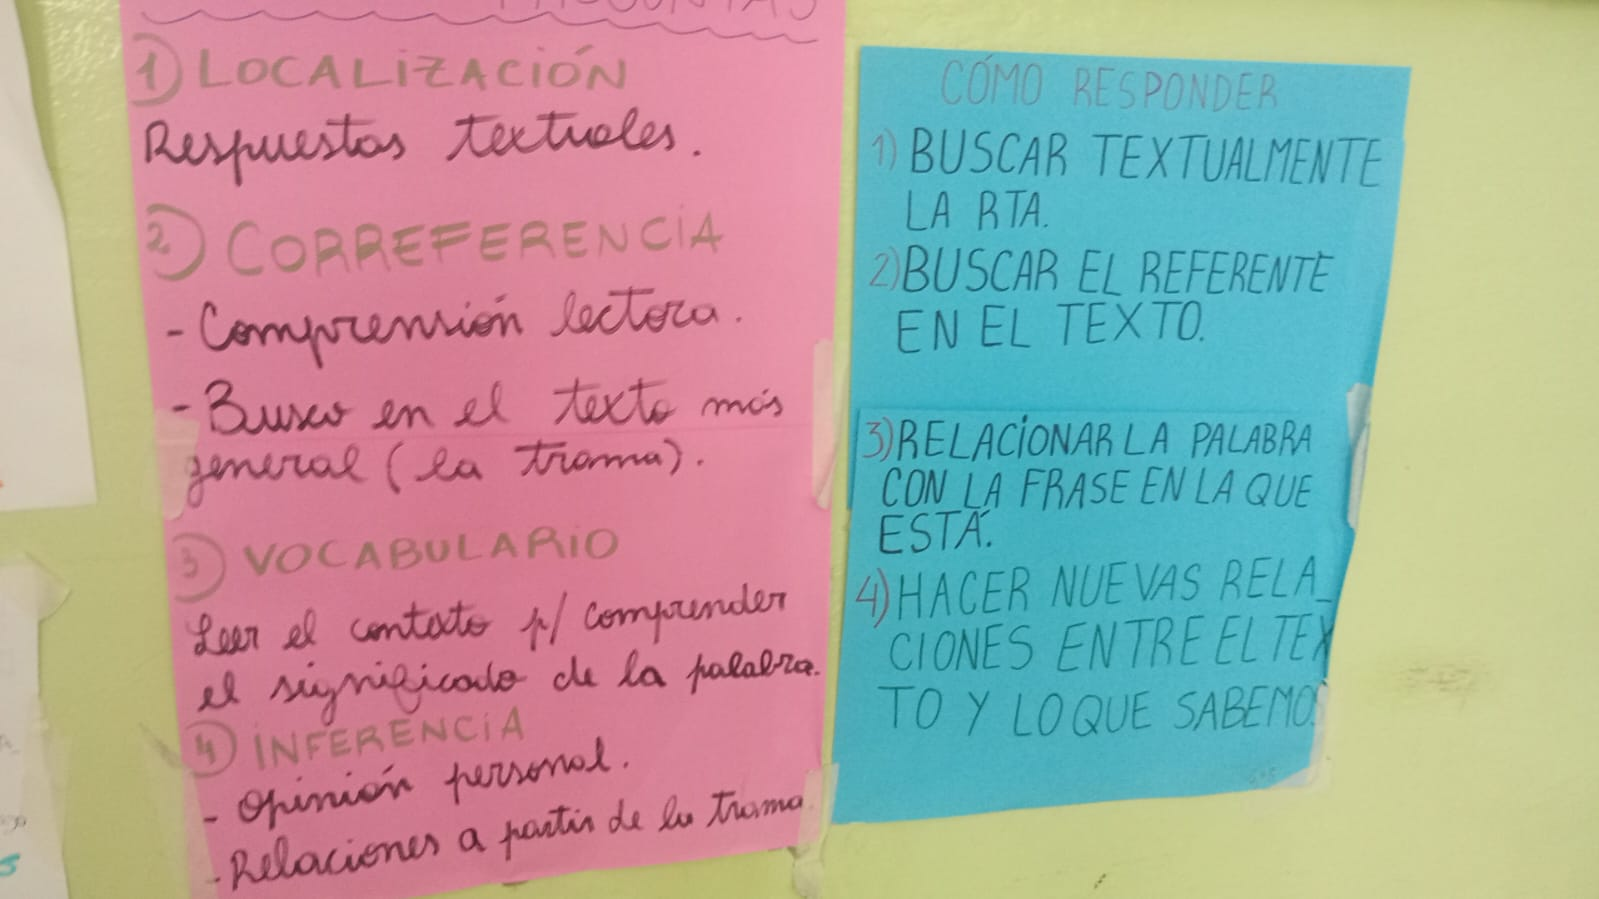 PREGUNTAS
1) LOCALIZACIÓN
Respuestas textuales.
2) CORREFERENCIA
- Comprensión lectora.
- Busco en el texto más
general (la trama).
3) VOCABULARIO
Leer el contexto p/ comprender
el significado de la palabra.
4) INFERENCIA
- Opinión personal.
- Relaciones a partir de la trama.
CÓMO RESPONDER
1) BUSCAR TEXTUALMENTE
LA RTA.
2) BUSCAR EL REFERENTE
EN EL TEXTO.
3) RELACIONAR LA PALABRA
CON LA FRASE EN LA QUE
ESTÁ.
4) HACER NUEVAS RELA_
CIONES ENTRE EL TEX
TO Y LO QUE SABEMOS